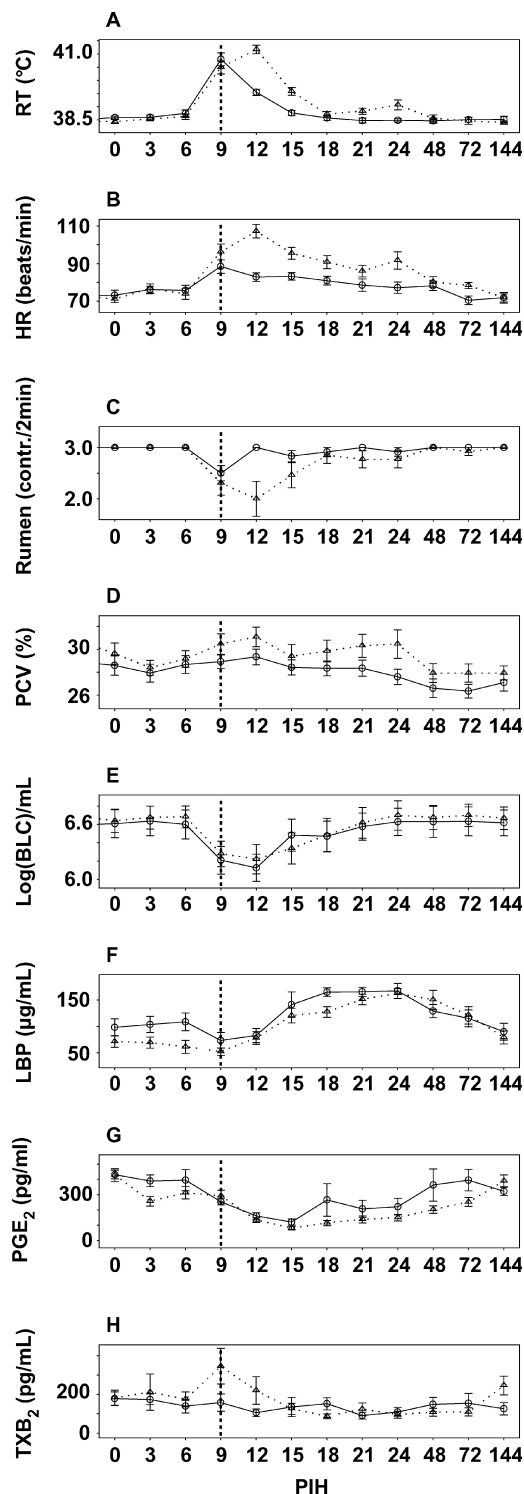 A
RT (°C)
41.0
38.5
0 3 6 9 12 15 18 21 24 48 72 144
B
HR (beats/min)
110
90
70
0 3 6 9 12 15 18 21 24 48 72 144
C
Rumen (contr./2min)
3.0
2.0
0 3 6 9 12 15 18 21 24 48 72 144
D
PCV (%)
30
26
0 3 6 9 12 15 18 21 24 48 72 144
E
Log(BLC)/mL
6.6
6.0
0 3 6 9 12 15 18 21 24 48 72 144
F
LBP (µg/mL)
150
50
0 3 6 9 12 15 18 21 24 48 72 144
G
PGE2 (pg/ml)
300
0
0 3 6 9 12 15 18 21 24 48 72 144
H
TXB2 (pg/mL)
200
0
0 3 6 9 12 15 18 21 24 48 72 144
PIH